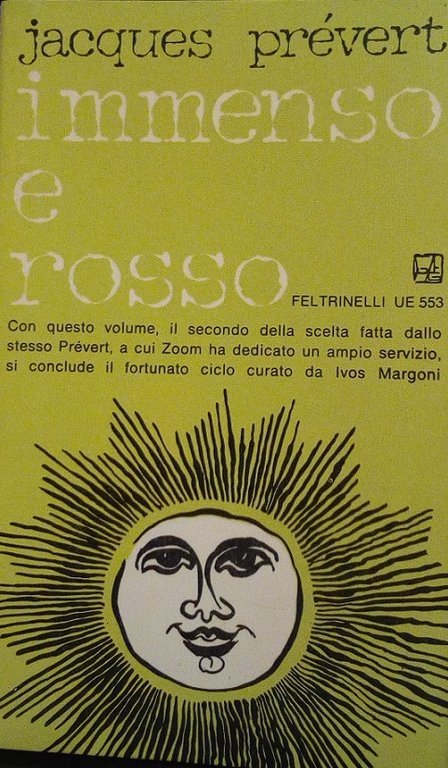 jacques prévert
immenso
e
rosso
FELTRINELLI UE 553
Con questo volume, il secondo della scelta fatta dallo
stesso Prévert, a cui Zoom ha dedicato un ampio servizio,
si conclude il fortunato ciclo curato da Ivos Margoni